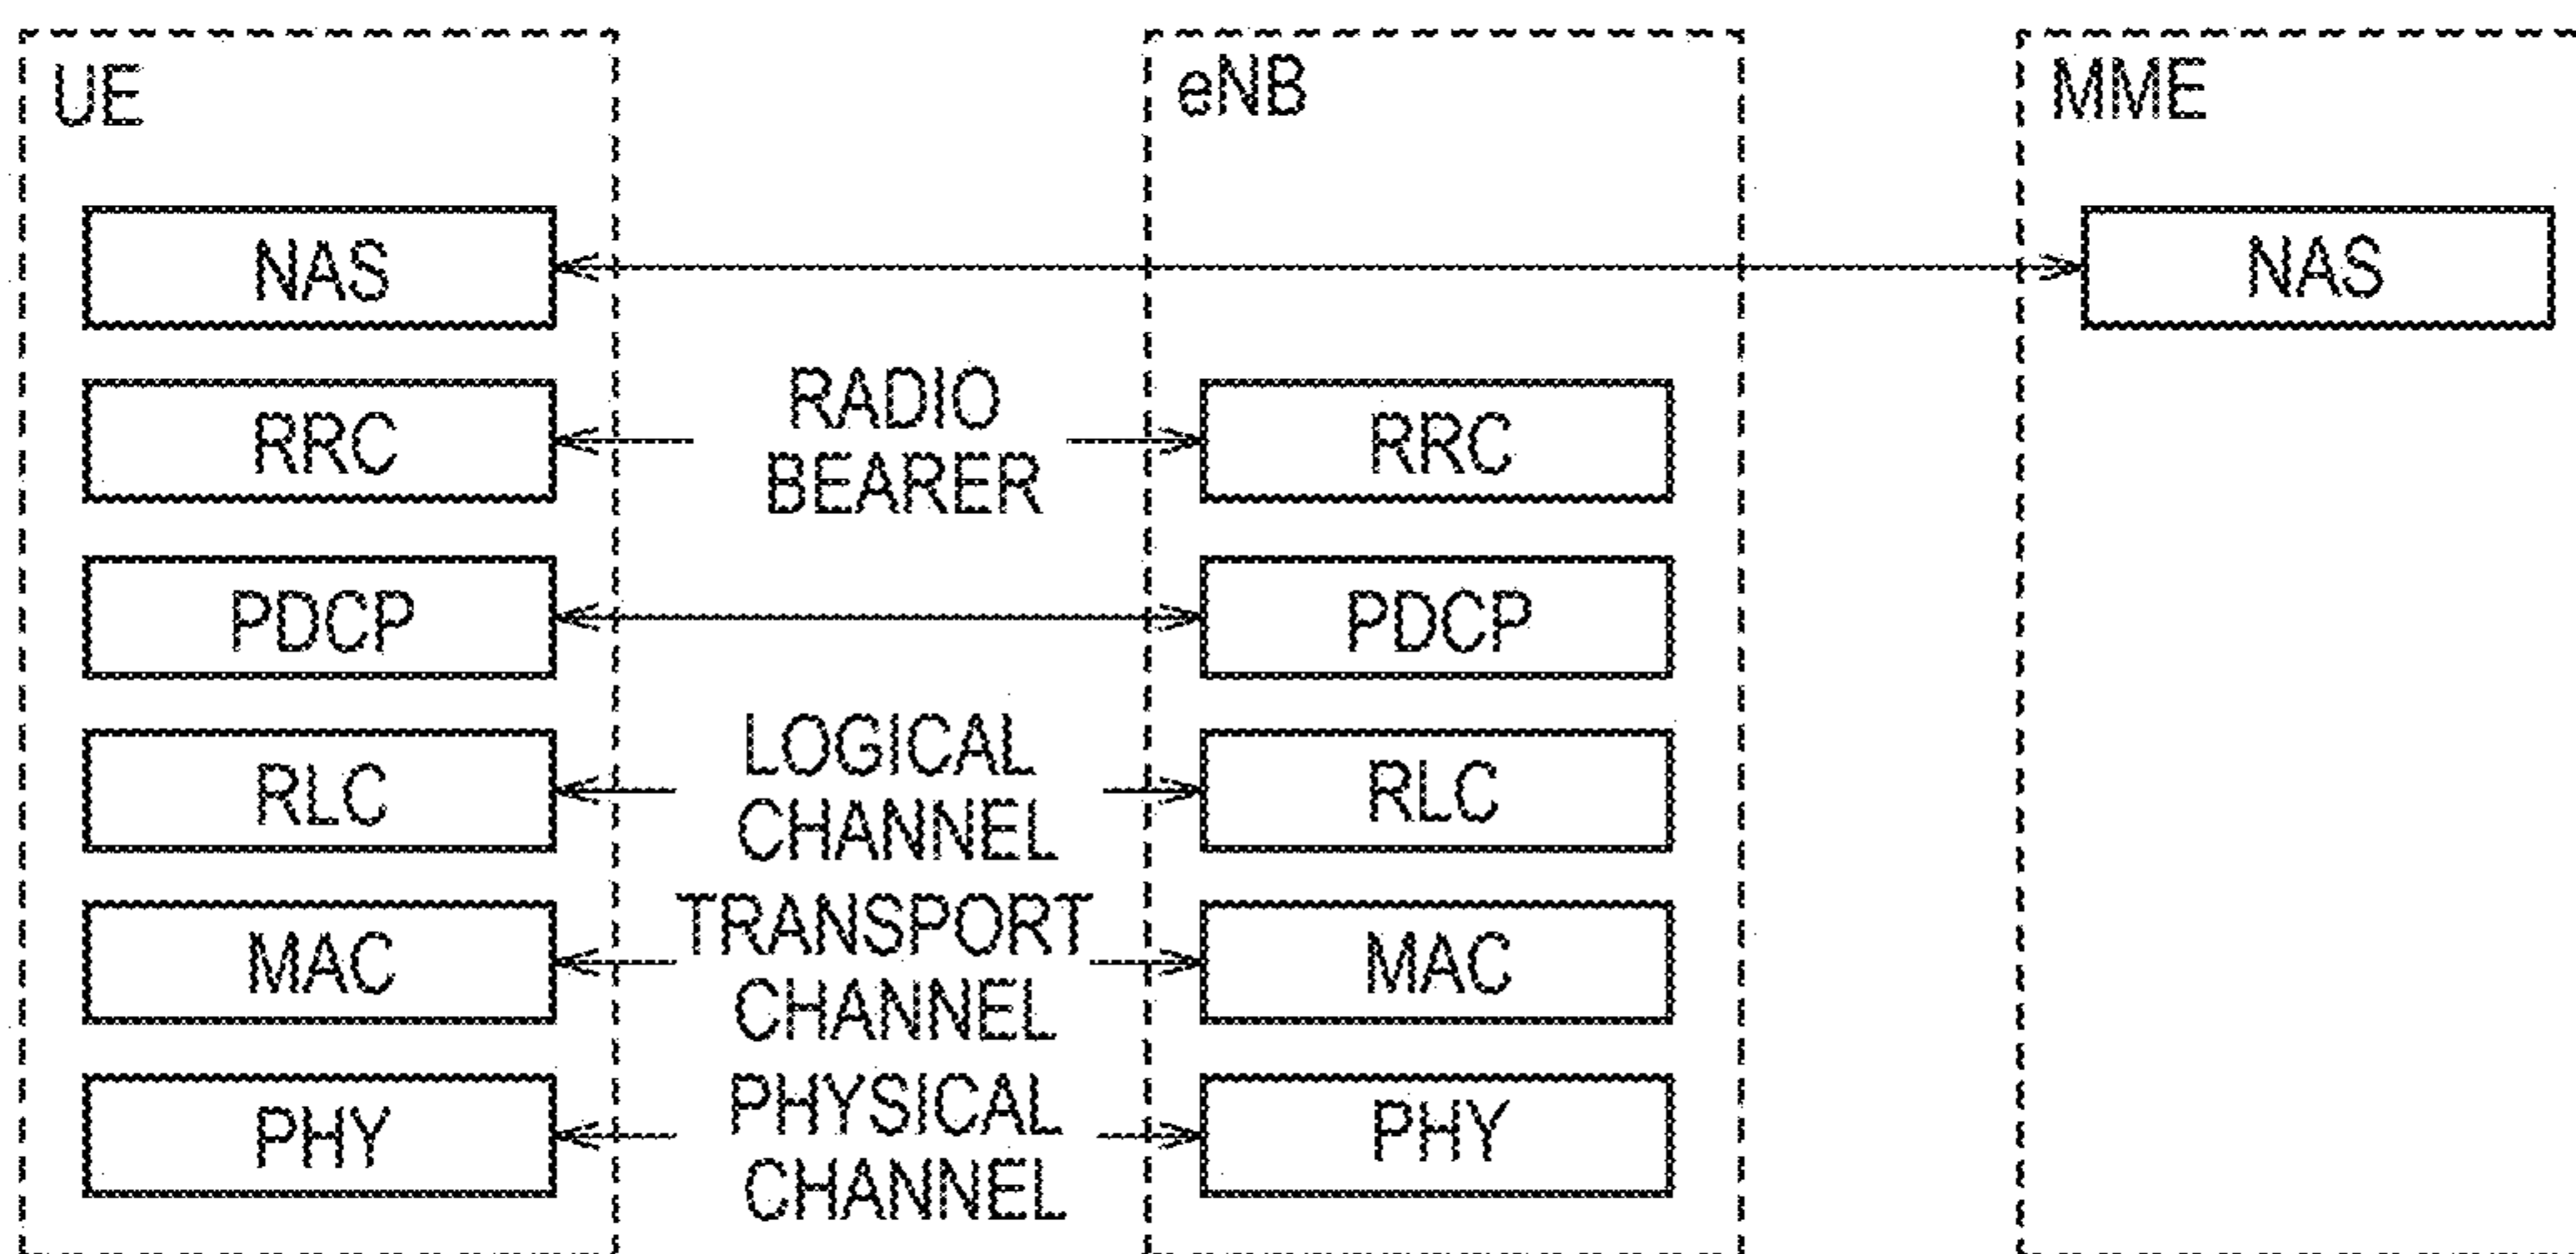 UE
eNB
MME
NAS
NAS
RADIO
BEARER
RRC
RRC
PDCP
PDCP
LOGICAL
CHANNEL
RLC
RLC
TRANSPORT
CHANNEL
MAC
MAC
PHYSICAL
CHANNEL
PHY
PHY